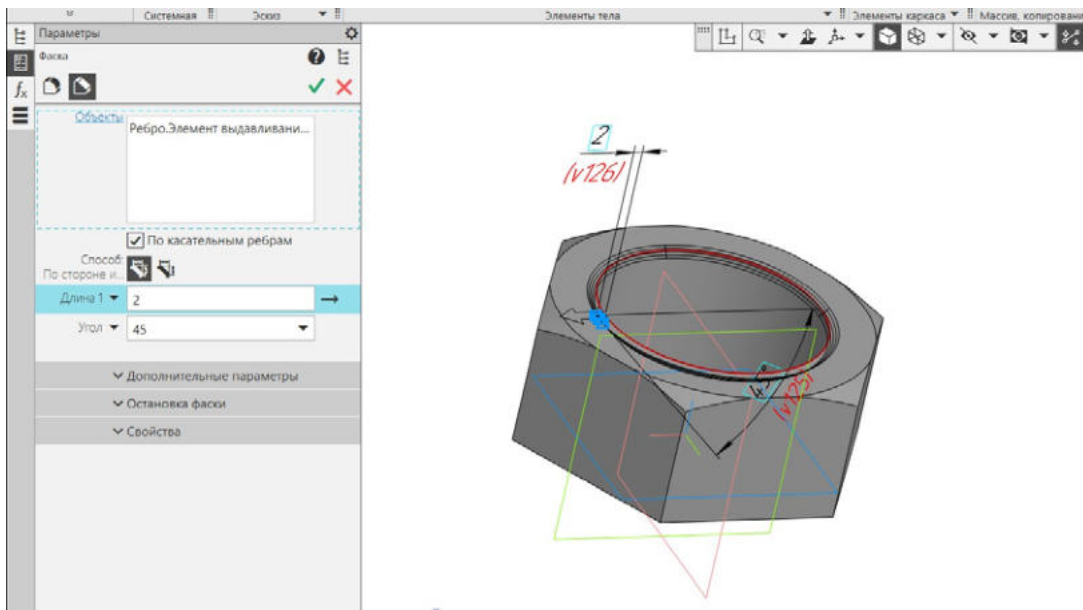 Системная Эскиз Элементы тела Элементы каркаса Массив, копировани
Параметры
Фаска
Объекты
Ребро.Элемент выдавливани...
По касательным ребрам
Способ:
По стороне и...
Длина 1 2
Угол 45
Дополнительные параметры
Остановка фаски
Свойства
2
(v126)
45°
(v125)